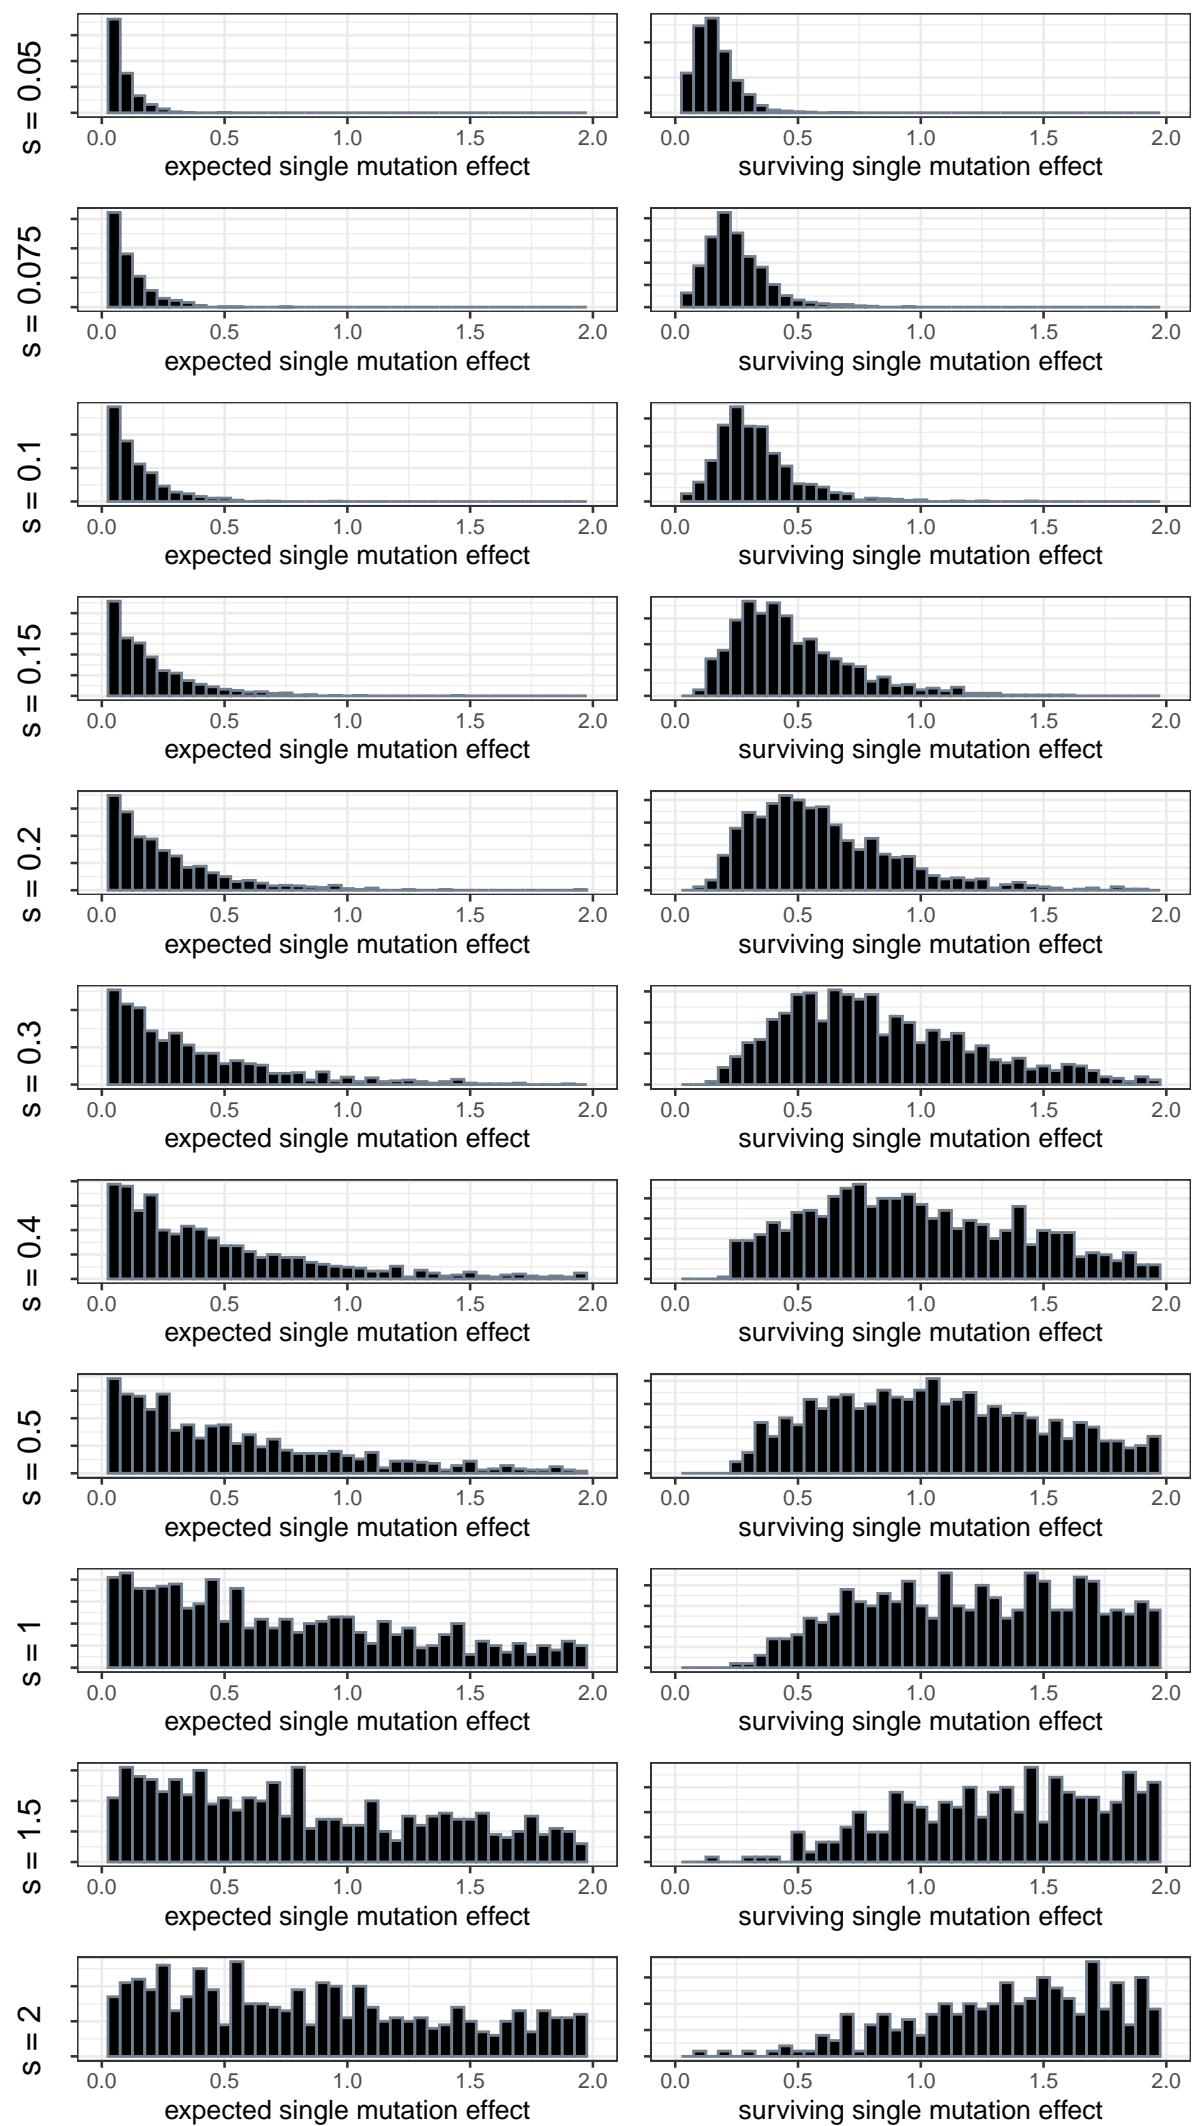 s = 0.05
0.0 0.5 1.0 1.5 2.0
expected single mutation effect
0.0 0.5 1.0 1.5 2.0
surviving single mutation effect
s = 0.075
0.0 0.5 1.0 1.5 2.0
expected single mutation effect
0.0 0.5 1.0 1.5 2.0
surviving single mutation effect
s = 0.1
0.0 0.5 1.0 1.5 2.0
expected single mutation effect
0.0 0.5 1.0 1.5 2.0
surviving single mutation effect
s = 0.15
0.0 0.5 1.0 1.5 2.0
expected single mutation effect
0.0 0.5 1.0 1.5 2.0
surviving single mutation effect
s = 0.2
0.0 0.5 1.0 1.5 2.0
expected single mutation effect
0.0 0.5 1.0 1.5 2.0
surviving single mutation effect
s = 0.3
0.0 0.5 1.0 1.5 2.0
expected single mutation effect
0.0 0.5 1.0 1.5 2.0
surviving single mutation effect
s = 0.4
0.0 0.5 1.0 1.5 2.0
expected single mutation effect
0.0 0.5 1.0 1.5 2.0
surviving single mutation effect
s = 0.5
0.0 0.5 1.0 1.5 2.0
expected single mutation effect
0.0 0.5 1.0 1.5 2.0
surviving single mutation effect
s = 1
0.0 0.5 1.0 1.5 2.0
expected single mutation effect
0.0 0.5 1.0 1.5 2.0
surviving single mutation effect
s = 1.5
0.0 0.5 1.0 1.5 2.0
expected single mutation effect
0.0 0.5 1.0 1.5 2.0
surviving single mutation effect
s = 2
0.0 0.5 1.0 1.5 2.0
expected single mutation effect
0.0 0.5 1.0 1.5 2.0
surviving single mutation effect